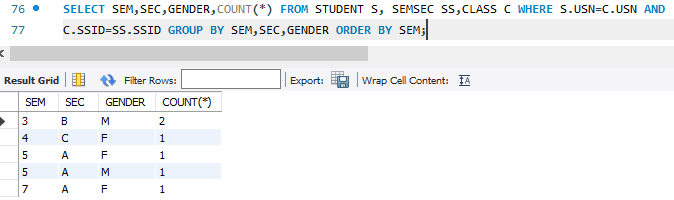 76 SELECT SEM,SEC,GENDER,COUNT(*) FROM STUDENT S, SEMSEC SS,CLASS C WHERE S.USN=C.USN AND
77 C.SSID=SS.SSID GROUP BY SEM,SEC,GENDER ORDER BY SEM;
Result Grid Filter Rows: Export: Wrap Cell Content: IA
SEM SEC GENDER COUNT(*)
3 B M 2
4 C F 1
5 A F 1
5 A M 1
7 A F 1